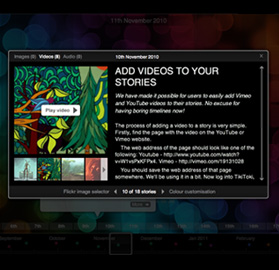 11th November 2010
Images (0) Videos (8) Audio (0)
10th November 2010
Play video
ADD VIDEOS TO YOUR
STORIES
We have made it possible for users to easily add Vimeo
and YouTube videos to their stories. No excuse for
having boring timelines now!
The process of adding a video to a story is very simple.
Firstly, find the page with the video on the YouTube or
Vimeo website.
The web address of the page should look like one of the
following: Youtube - http://www.youtube.com/watch?
Vimeo - http://vimeo.com/18131028
You should save the web address of that page
somewhere. We'll be using it in a bit. Now log into TikiToki,
Flickr image selector
10 of 18 stories
Colour customisation